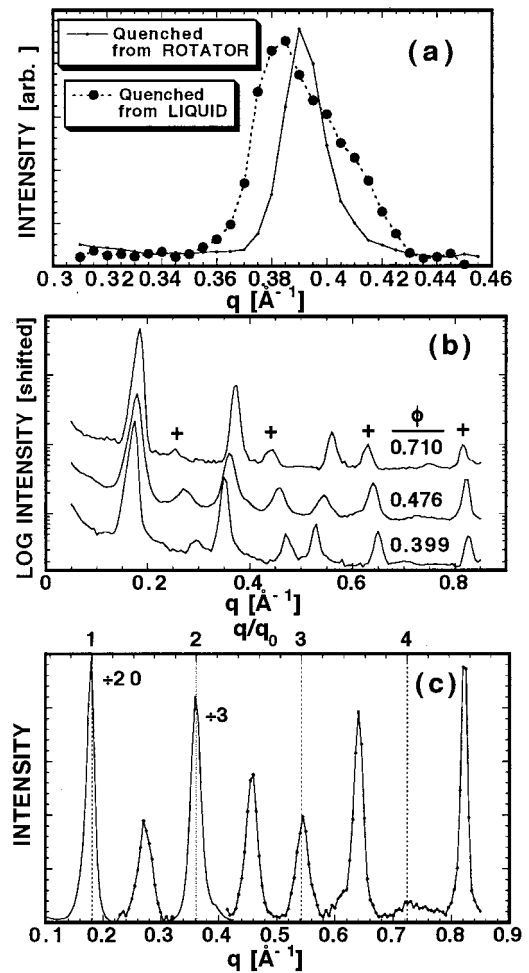 (a)
Quenched
from ROTATOR
Quenched
from LIQUID
INTENSITY [arb.]
0.3 0.32 0.34 0.36 0.38 0.4 0.42 0.44 0.46
q [Å⁻¹]
(b)
LOG INTENSITY [shifted]
+ + + ϕ +
0.710
0.476
0.399
0 0.2 0.4 0.6 0.8
q [Å⁻¹]
q/q₀
1 2 3 4
(c)
÷20
÷3
INTENSITY
0.1 0.2 0.3 0.4 0.5 0.6 0.7 0.8 0.9
q [Å⁻¹]